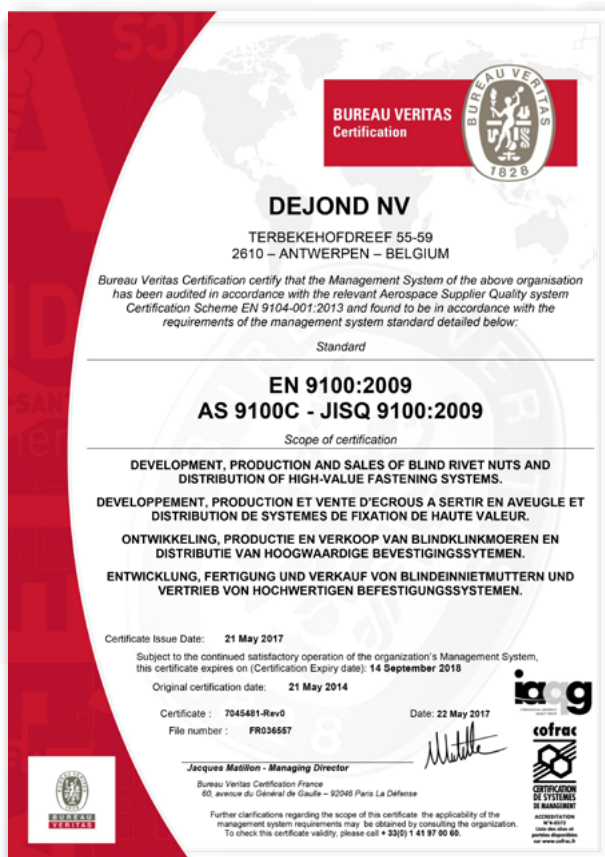 BUREAU VERITAS
Certification
BUREAU VERITAS
1828
DEJOND NV
TERBEKEHOFDREEF 55-59
2610 – ANTWERPEN – BELGIUM
Bureau Veritas Certification certify that the Management System of the above organisation
has been audited in accordance with the relevant Aerospace Supplier Quality system
Certification Scheme EN 9104-001:2013 and found to be in accordance with the
requirements of the management system standard detailed below:
Standard
EN 9100:2009
AS 9100C - JISQ 9100:2009
Scope of certification
DEVELOPMENT, PRODUCTION AND SALES OF BLIND RIVET NUTS AND
DISTRIBUTION OF HIGH-VALUE FASTENING SYSTEMS.
DEVELOPPEMENT, PRODUCTION ET VENTE D'ECROUS A SERTIR EN AVEUGLE ET
DISTRIBUTION DE SYSTEMES DE FIXATION DE HAUTE VALEUR.
ONTWIKKELING, PRODUCTIE EN VERKOOP VAN BLINDKLINKMOEREN EN
DISTRIBUTIE VAN HOOGWAARDIGE BEVESTIGINGSSYTEMEN.
ENTWICKLUNG, FERTIGUNG UND VERKAUF VON BLINDEINNIETMUTTERN UND
VERTRIEB VON HOCHWERTIGEN BEFESTIGUNGSSYSTEMEN.
Certificate Issue Date: 21 May 2017
Subject to the continued satisfactory operation of the organization's Management System,
this certificate expires on (Certification Expiry date): 14 September 2018
Original certification date: 21 May 2014
Certificate : 7045481-Rev0 Date: 22 May 2017
File number : FR036557
Jacques Matillon - Managing Director
Bureau Veritas Certification France
60, avenue du Général de Gaulle – 92046 Paris La Défense
Further clarifications regarding the scope of this certificate the applicability of the
management system requirements may be obtained by consulting the organization.
To check this certificate validity, please call + 33(0) 1 41 97 00 60.
BUREAU
VERITAS
iaqg
cofrac
CERTIFICATION
DE SYSTEMES
DE MANAGEMENT
ACCREDITATION
N°4-0572
Liste des sites et
portées disponibles
sur www.cofrac.fr